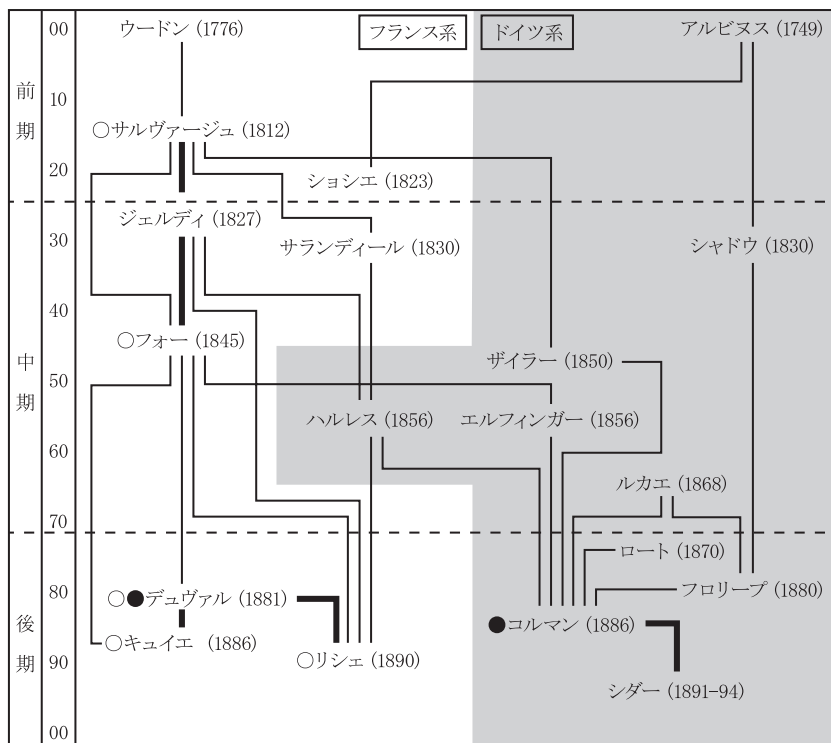 00
10
20
30
40
50
60
70
80
90
00
前期
中期
後期
フランス系
ドイツ系
ウードン (1776)
アルビヌス (1749)
○サルヴァージュ (1812)
ショシエ (1823)
ジェルディ (1827)
サランディール (1830)
シャドウ (1830)
○フォー (1845)
ザイラー (1850)
ハルレス (1856)
エルフィンガー (1856)
ルカエ (1868)
ロート (1870)
○●デュヴァル (1881)
フロリープ (1880)
○キュイエ (1886)
●コルマン (1886)
○リシェ (1890)
シダー (1891-94)